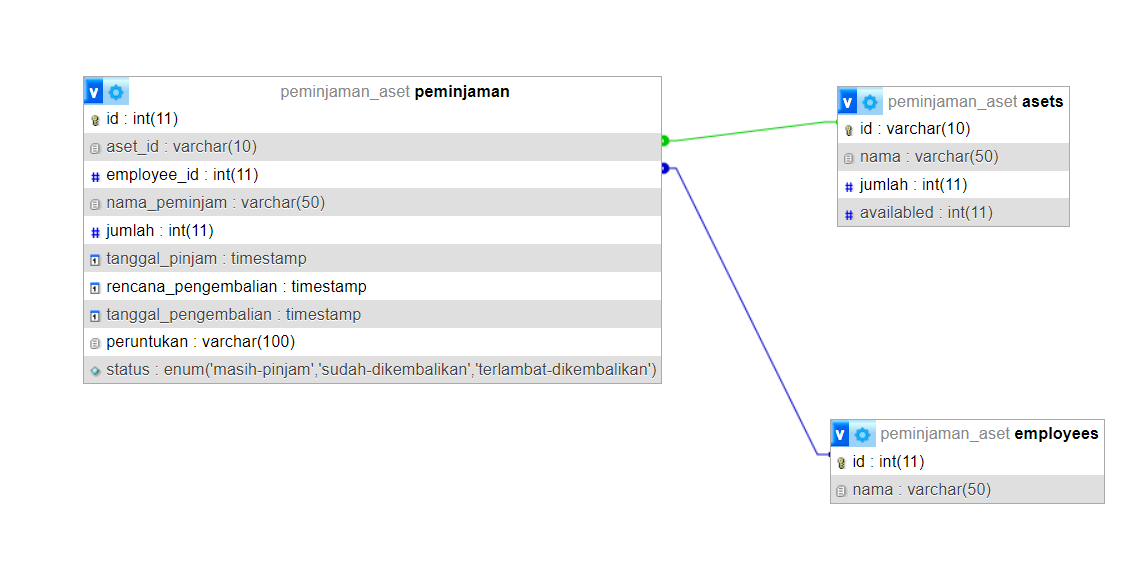 v peminjaman_aset peminjaman
id : int(11)
aset_id : varchar(10)
# employee_id : int(11)
nama_peminjam : varchar(50)
# jumlah : int(11)
tanggal_pinjam : timestamp
rencana_pengembalian : timestamp
tanggal_pengembalian : timestamp
peruntukan : varchar(100)
status : enum('masih-pinjam','sudah-dikembalikan','terlambat-dikembalikan')
v peminjaman_aset asets
id : varchar(10)
nama : varchar(50)
# jumlah : int(11)
# availabled : int(11)
v peminjaman_aset employees
id : int(11)
nama : varchar(50)